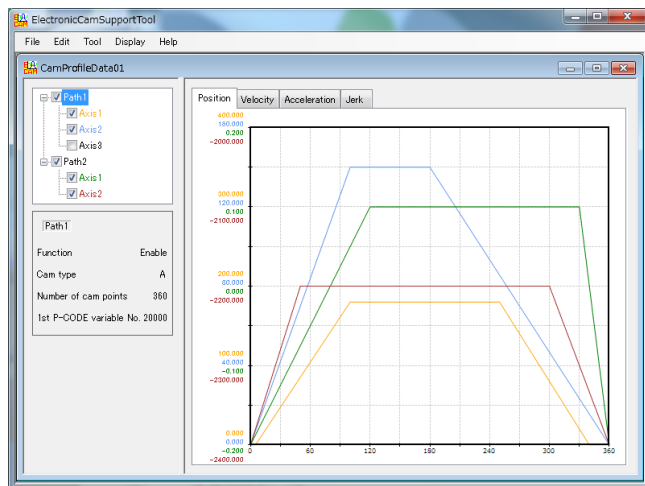 ElectronicCamSupportTool
File Edit Tool Display Help
CamProfileData01
Path1
Axis1
Axis2
Axis3
Path2
Axis1
Axis2
Path1
Function Enable
Cam type A
Number of cam points 360
1st P-CODE variable No. 20000
Position Velocity Acceleration Jerk
400.000
160.000
0.200
-2000.000
300.000
120.000
0.100
-2100.000
200.000
80.000
0.000
-2200.000
100.000
40.000
-0.100
-2300.000
0.000
0.000
-0.200
-2400.000
0 60 120 180 240 300 360